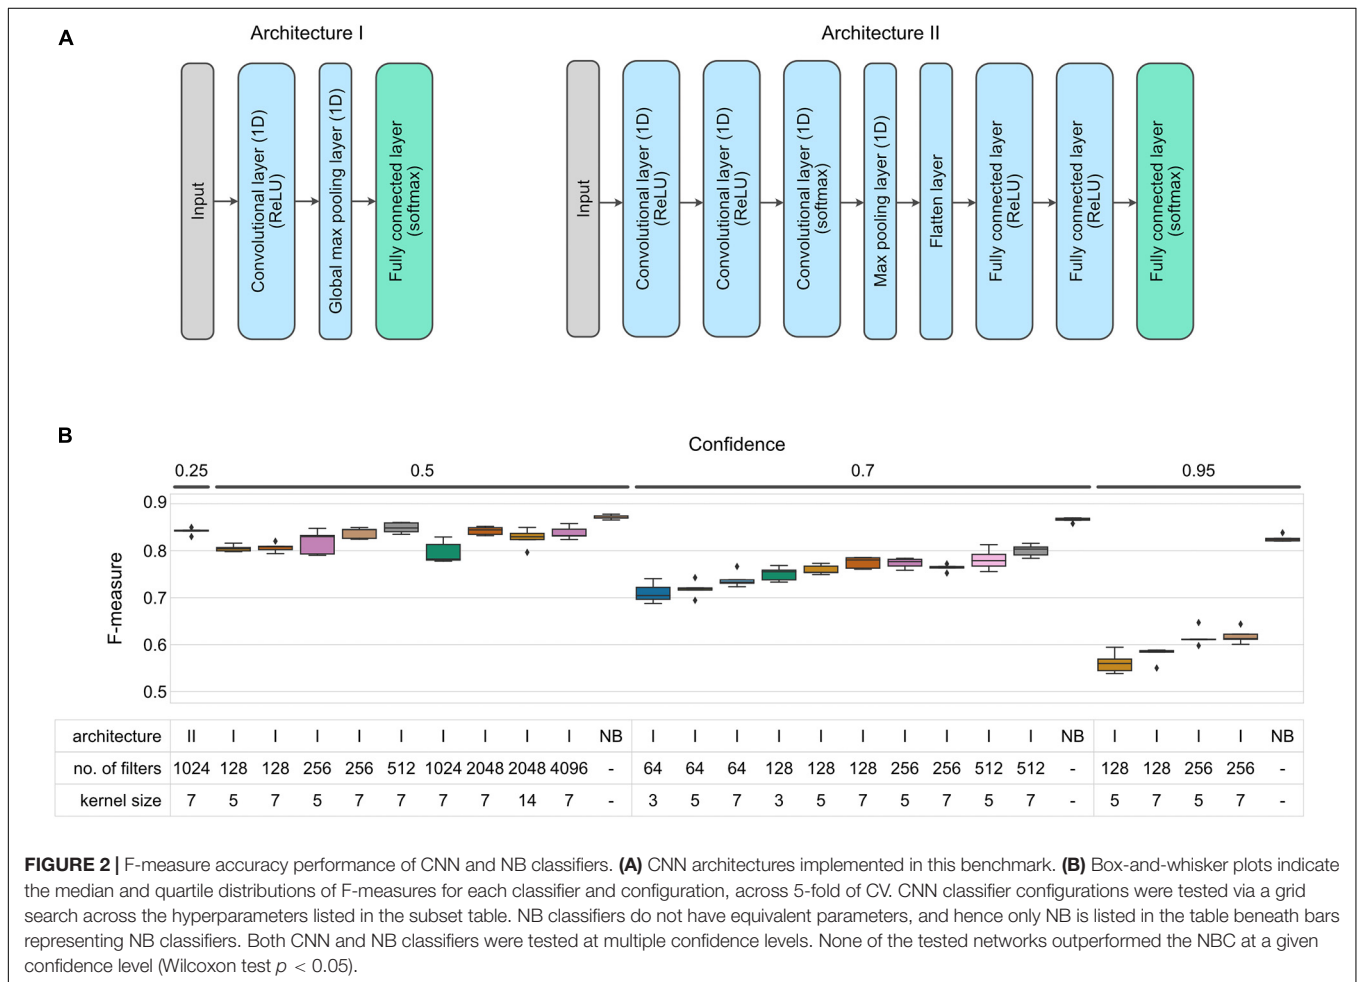 A
Architecture I
Architecture II
Input
Convolutional layer (1D)
(ReLU)
Global max pooling layer (1D)
Fully connected layer
(softmax)
Input
Convolutional layer (1D)
(ReLU)
Convolutional layer (1D)
(ReLU)
Convolutional layer (1D)
(softmax)
Max pooling layer (1D)
Flatten layer
Fully connected layer
(ReLU)
Fully connected layer
(ReLU)
Fully connected layer
(softmax)
B
Confidence
0.25 0.5 0.7 0.95
F-measure
0.9
0.8
0.7
0.6
0.5
architecture II I I I I I I I I I NB I I I I I I I I I I NB I I I I NB
no. of filters 1024 128 128 256 256 512 1024 2048 2048 4096 - 64 64 64 128 128 128 256 256 512 512 - 128 128 256 256 -
kernel size 7 5 7 5 7 7 7 7 14 7 - 3 5 7 3 5 7 5 7 5 7 - 5 7 5 7 -
FIGURE 2 | F-measure accuracy performance of CNN and NB classifiers. (A) CNN architectures implemented in this benchmark. (B) Box-and-whisker plots indicate
the median and quartile distributions of F-measures for each classifier and configuration, across 5-fold of CV. CNN classifier configurations were tested via a grid
search across the hyperparameters listed in the subset table. NB classifiers do not have equivalent parameters, and hence only NB is listed in the table beneath bars
representing NB classifiers. Both CNN and NB classifiers were tested at multiple confidence levels. None of the tested networks outperformed the NBC at a given
confidence level (Wilcoxon test p < 0.05).